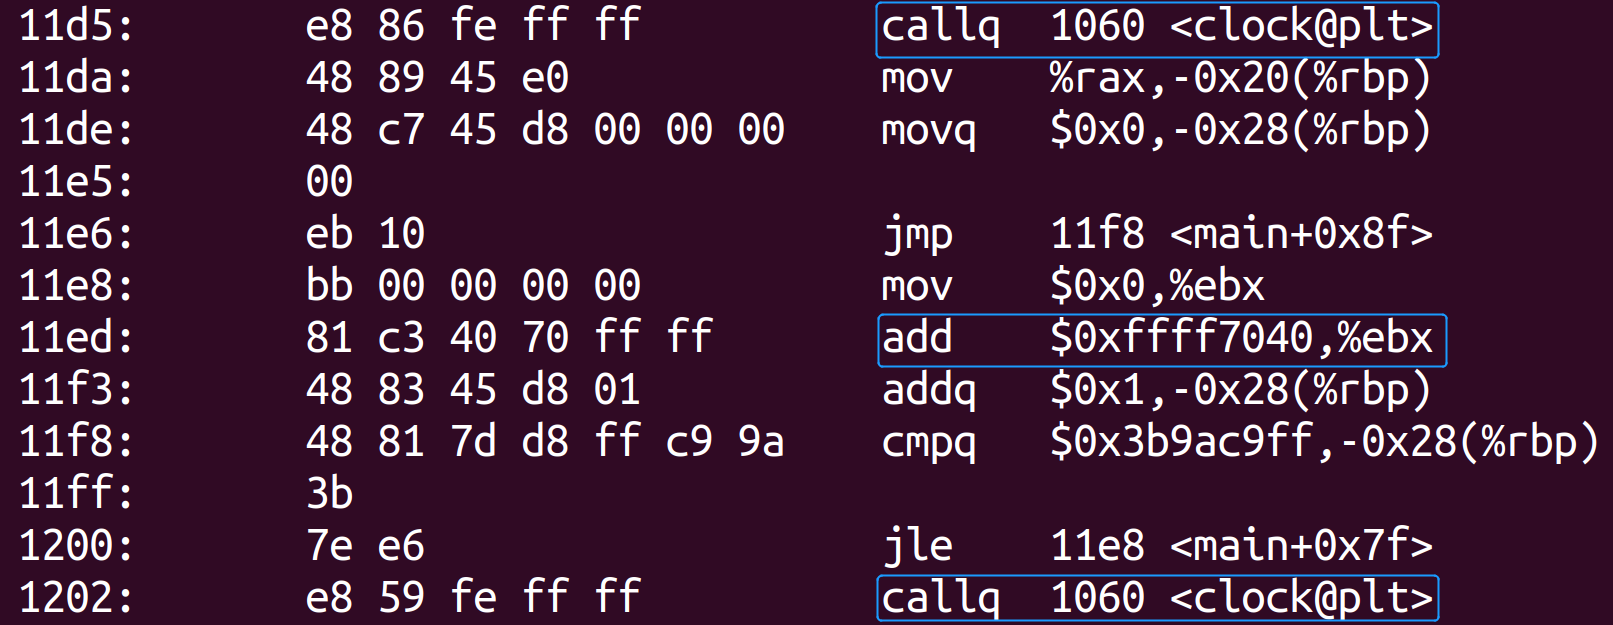 11d5: e8 86 fe ff ff callq 1060 <clock@plt>
11da: 48 89 45 e0 mov %rax,-0x20(%rbp)
11de: 48 c7 45 d8 00 00 00 movq $0x0,-0x28(%rbp)
11e5: 00
11e6: eb 10 jmp 11f8 <main+0x8f>
11e8: bb 00 00 00 00 mov $0x0,%ebx
11ed: 81 c3 40 70 ff ff add $0xffff7040,%ebx
11f3: 48 83 45 d8 01 addq $0x1,-0x28(%rbp)
11f8: 48 81 7d d8 ff c9 9a cmpq $0x3b9ac9ff,-0x28(%rbp)
11ff: 3b
1200: 7e e6 jle 11e8 <main+0x7f>
1202: e8 59 fe ff ff callq 1060 <clock@plt>